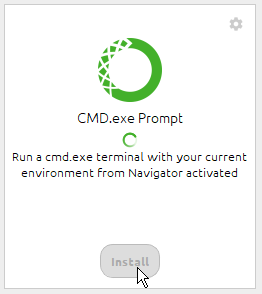 CMD.exe Prompt
Run a cmd.exe terminal with your current
environment from Navigator activated
Install